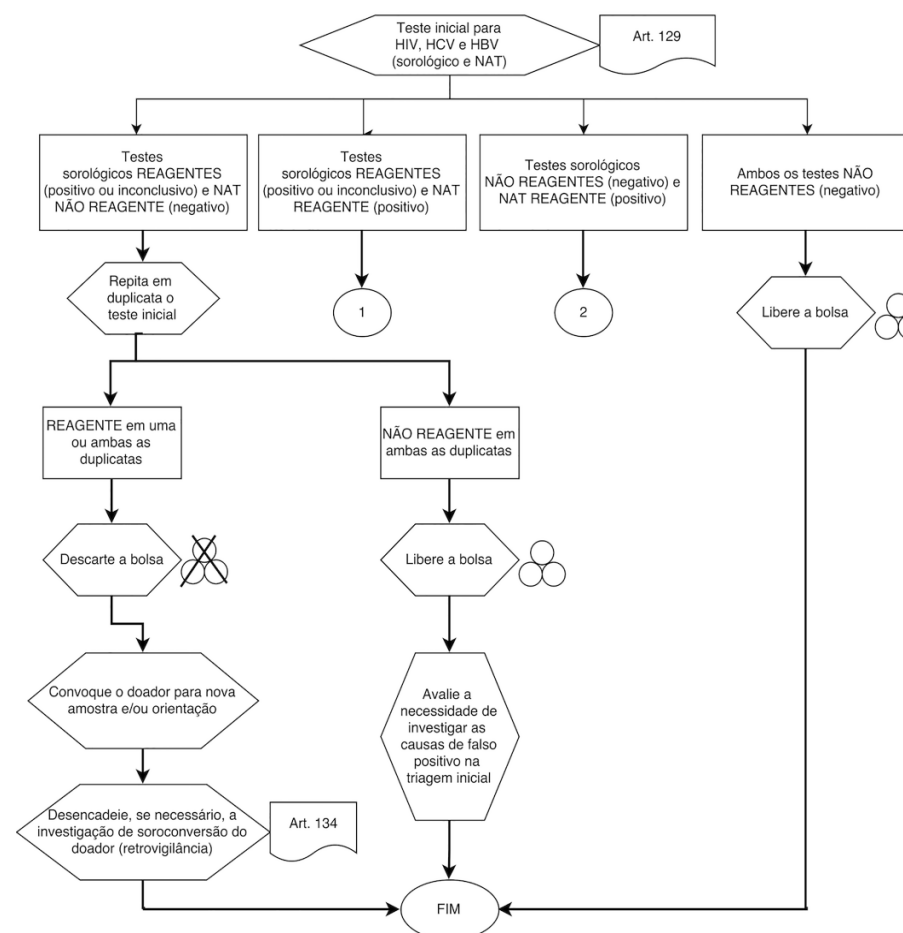 Teste inicial para
HIV, HCV e HBV
(sorológico e NAT)
Art. 129
Testes
sorológicos REAGENTES
(positivo ou inconclusivo) e NAT
NÃO REAGENTE (negativo)
Testes
sorológicos REAGENTES
(positivo ou inconclusivo) e NAT
REAGENTE (positivo)
Testes sorológicos
NÃO REAGENTES (negativo) e
NAT REAGENTE (positivo)
Ambos os testes NÃO
REAGENTES (negativo)
Repita em
duplicata o
teste inicial
1
2
Libere a bolsa
REAGENTE em uma
ou ambas as
duplicatas
NÃO REAGENTE em
ambas as duplicatas
Descarte a bolsa
Libere a bolsa
Convoque o doador para nova
amostra e/ou orientação
Avalie a
necessidade de
investigar as
causas de falso
positivo na
triagem inicial
Desencadeie, se necessário, a
investigação de soroconversão do
doador (retrovigilância)
Art. 134
FIM